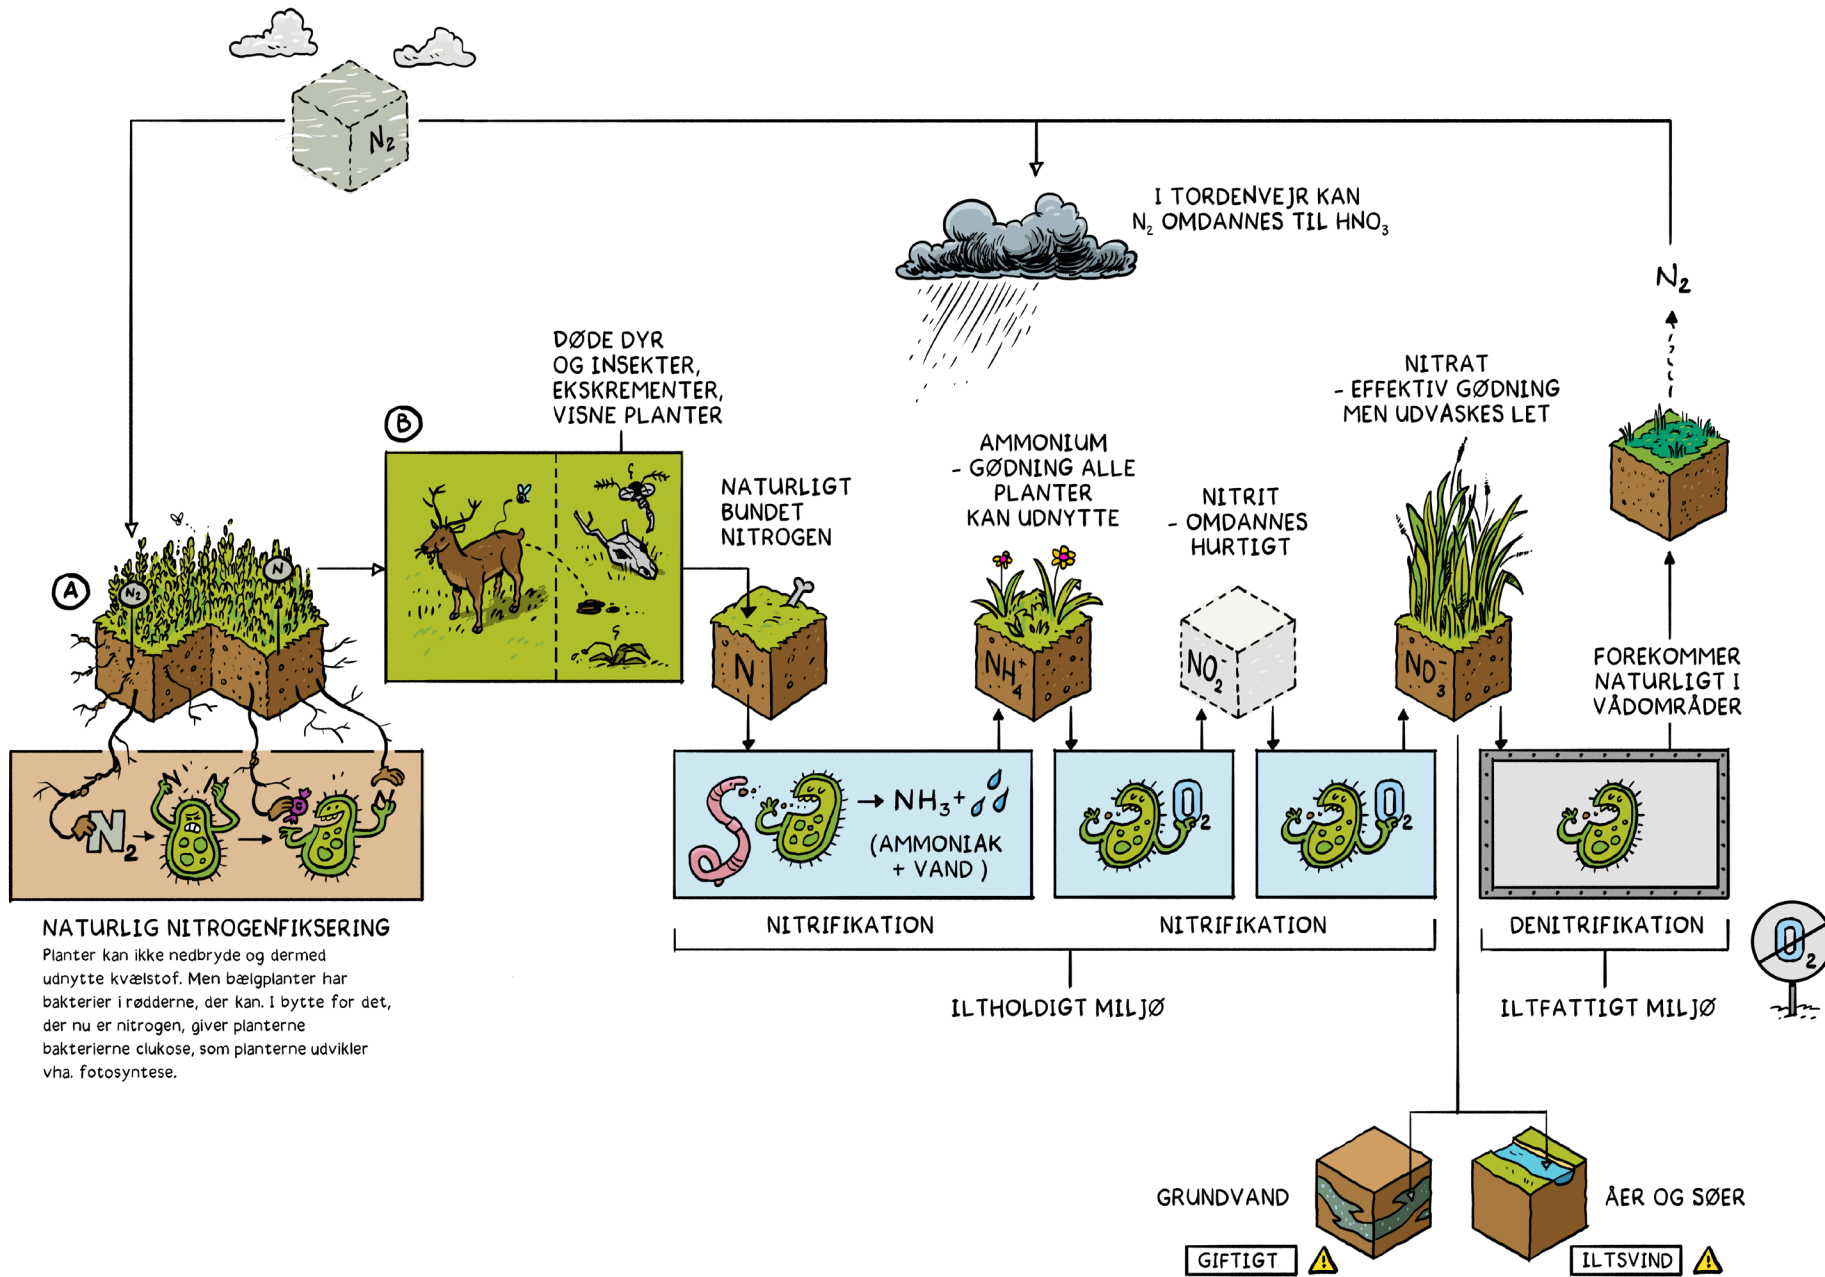 N2
I TORDENVEJR KAN
N2 OMDANNES TIL HNO3
N2
DØDE DYR
OG INSEKTER,
EKSKREMENTER,
VISNE PLANTER
B
NITRAT
- EFFEKTIV GØDNING
MEN UDVASKES LET
AMMONIUM
- GØDNING ALLE
PLANTER
KAN UDNYTTE
NATURLIGT
BUNDET
NITROGEN
NITRIT
- OMDANNES
HURTIGT
A
N2
N
N
NH4+
NO2-
NO3-
FOREKOMMER
NATURLIGT I
VÅDOMRÅDER
N2
N
N
NH3 +
(AMMONIAK
+ VAND )
O2
O2
NITRIFIKATION
NITRIFIKATION
DENITRIFIKATION
O2
ILTHOLDIGT MILJØ
ILTFATTIGT MILJØ
NATURLIG NITROGENFIKSERING
Planter kan ikke nedbryde og dermed
udnytte kvælstof. Men bælgplanter har
bakterier i rødderne, der kan. I bytte for det,
der nu er nitrogen, giver planterne
bakterierne clukose, som planterne udvikler
vha. fotosyntese.
GRUNDVAND
ÅER OG SØER
GIFTIGT
ILTSVIND